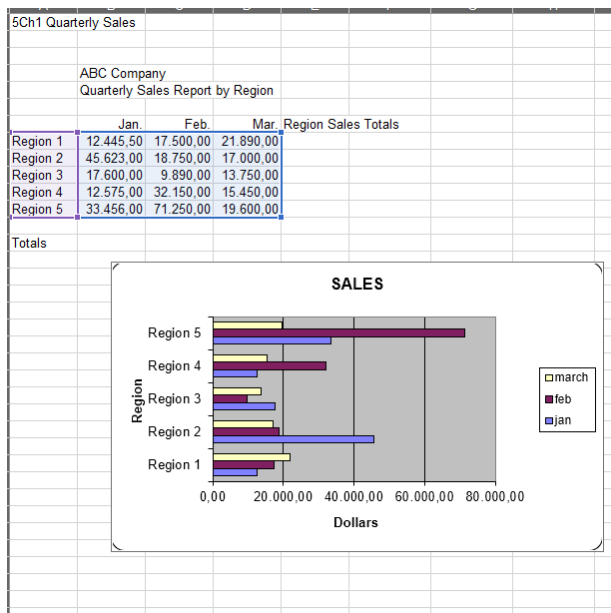 5Ch1 Quarterly Sales
ABC Company
Quarterly Sales Report by Region
Jan. Feb. Mar. Region Sales Totals
Region 1 12.445,50 17.500,00 21.890,00
Region 2 45.623,00 18.750,00 17.000,00
Region 3 17.600,00 9.890,00 13.750,00
Region 4 12.575,00 32.150,00 15.450,00
Region 5 33.456,00 71.250,00 19.600,00
Totals
SALES
Region 5
Region 4
Region 3
Region 2
Region 1
Region
0,00 20.000,00 40.000,00 60.000,00 80.000,00
Dollars
march
feb
jan